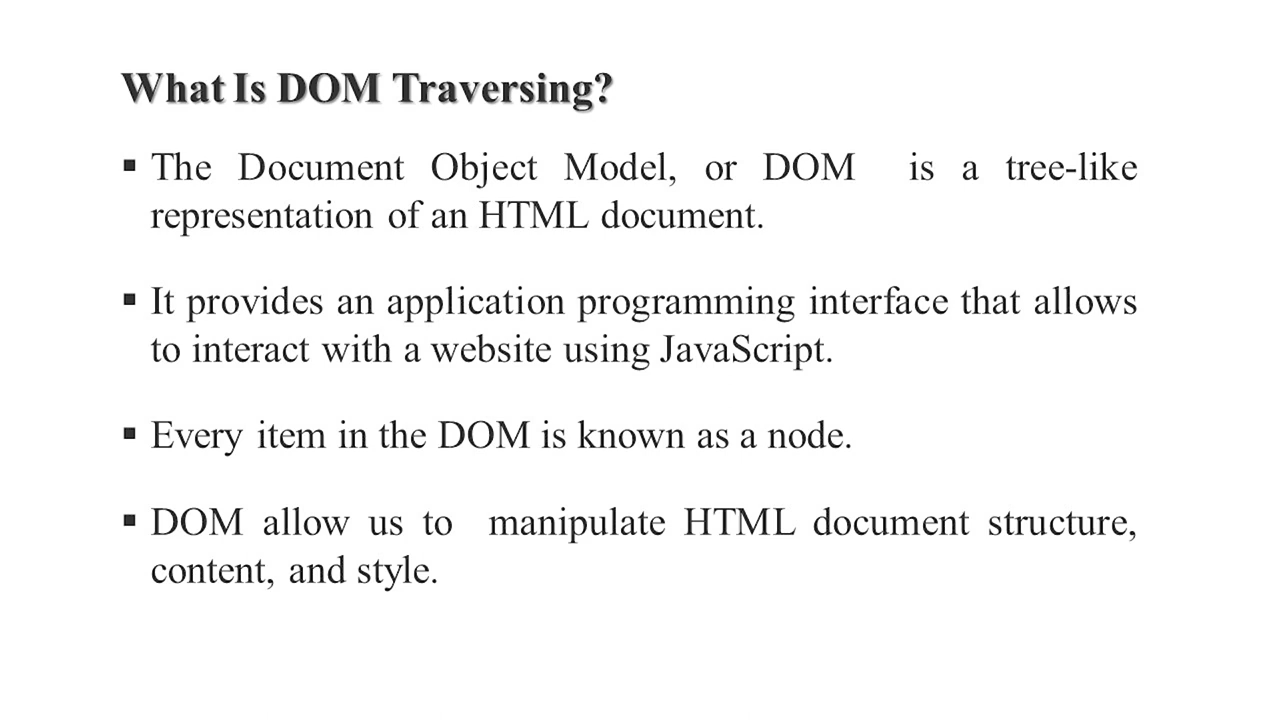 What Is DOM Traversing?
▪ The Document Object Model, or DOM is a tree-like
representation of an HTML document.
▪ It provides an application programming interface that allows
to interact with a website using JavaScript.
▪ Every item in the DOM is known as a node.
▪ DOM allow us to manipulate HTML document structure,
content, and style.